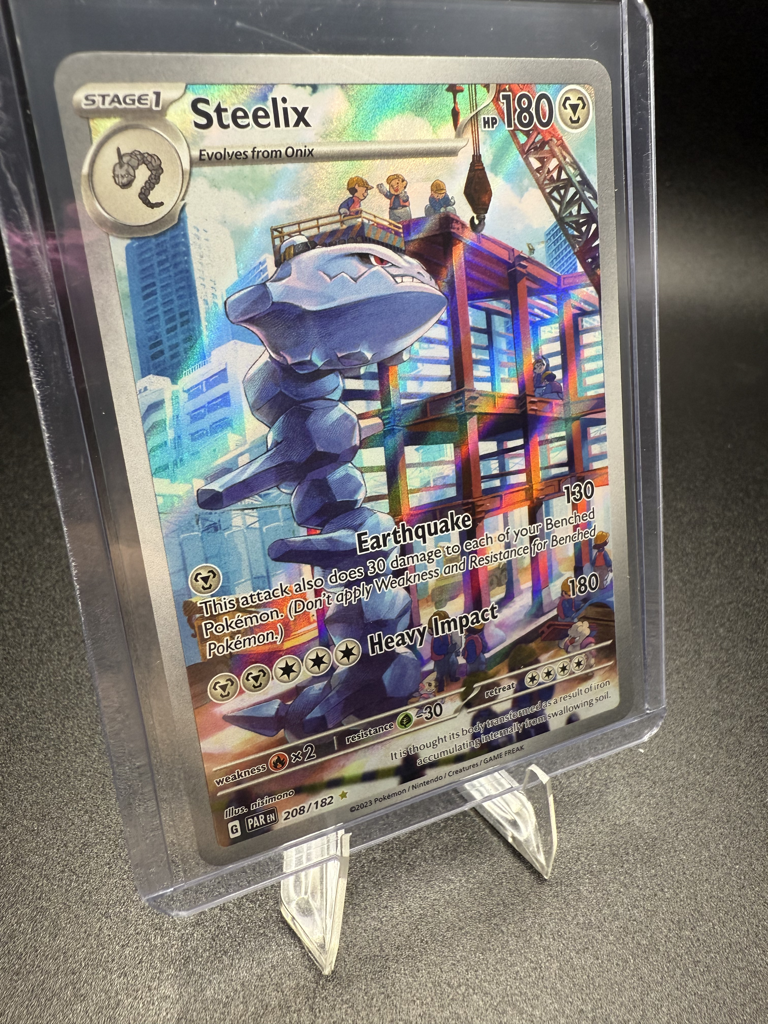 STAGE1 Steelix HP 180
Evolves from Onix
Earthquake 130
This attack also does 30 damage to each of your Benched
Pokémon. (Don't apply Weakness and Resistance for Benched
Pokémon.)
Heavy Impact 180
weakness ×2 resistance -30 retreat
It is thought its body transformed as a result of iron
accumulating internally from swallowing soil.
Illus. niximono
G PAR EN 208/182 ©2023 Pokémon / Nintendo / Creatures / GAME FREAK